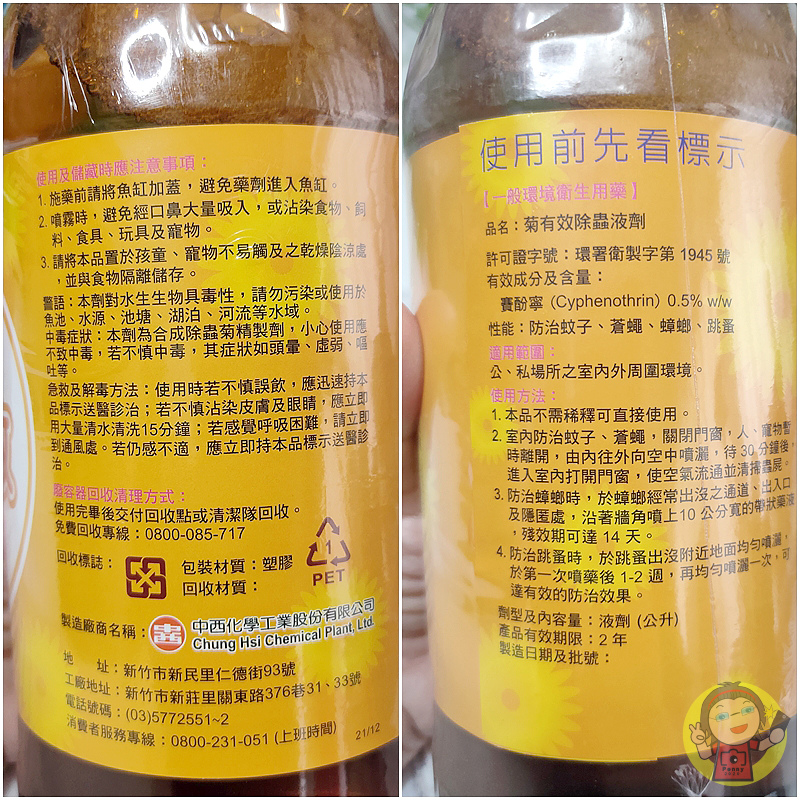 使用及儲藏時應注意事項：
1. 施藥前請將魚缸加蓋，避免藥劑進入魚缸。
2. 噴霧時，避免經口鼻大量吸入，或沾染食物、飼
料、食具、玩具及寵物。
3. 請將本品置於孩童、寵物不易觸及之乾燥陰涼處
，並與食物隔離儲存。
警語：本劑對水生生物具毒性，請勿污染或使用於
魚池、水源、池塘、湖泊、河流等水域。
中毒症狀：本劑為合成除蟲菊精製劑，小心使用應
不致中毒，若不慎中毒，其症狀如頭暈、虛弱、嘔
吐等。
急救及解毒方法：使用時若不慎誤飲，應迅速持本
品標示送醫診治；若不慎沾染皮膚及眼睛，應立即
用大量清水清洗15分鐘；若感覺呼吸困難，請立即
到通風處。若仍感不適，應立即持本品標示送醫診
治。
廢容器回收清理方式：
使用完畢後交付回收點或清潔隊回收。
免費回收專線：0800-085-717
回收標誌：
包裝材質：塑膠
回收材質：
1
PET
製造廠商名稱：
中西化學工業股份有限公司
Chung Hsi Chemical Plant, Ltd.
地　址：新竹市新民里仁德街93號
工廠地址：新竹市新莊里關東路376巷31、33號
電話號碼：(03)5772551~2
消費者服務專線：0800-231-051 (上班時間)
21/12
使用前先看標示
【一般環境衛生用藥】
品名：菊有效除蟲液劑
許可證字號：環署衛製字第 1945 號
有效成分及含量：
賽酚寧 (Cyphenothrin) 0.5% w/w
性能：防治蚊子、蒼蠅、蟑螂、跳蚤
適用範圍：
公、私場所之室內外周圍環境。
使用方法：
1. 本品不需稀釋可直接使用。
2. 室內防治蚊子、蒼蠅，關閉門窗，人、寵物暫
時離開，由內往外向空中噴灑，待 30 分鐘後，
進入室內打開門窗，使空氣流通並清掃蟲屍。
3. 防治蟑螂時，於蟑螂經常出沒之通道、出入口
及隱匿處，沿著牆角噴上10 公分寬的帶狀藥液
，殘效期可達 14 天。
4. 防治跳蚤時，於跳蚤出沒附近地面均勻噴灑，
於第一次噴藥後 1-2 週，再均勻噴灑一次，可
達有效的防治效果。
劑型及內容量：液劑 (公升)
產品有效期限：2 年
製造日期及批號：